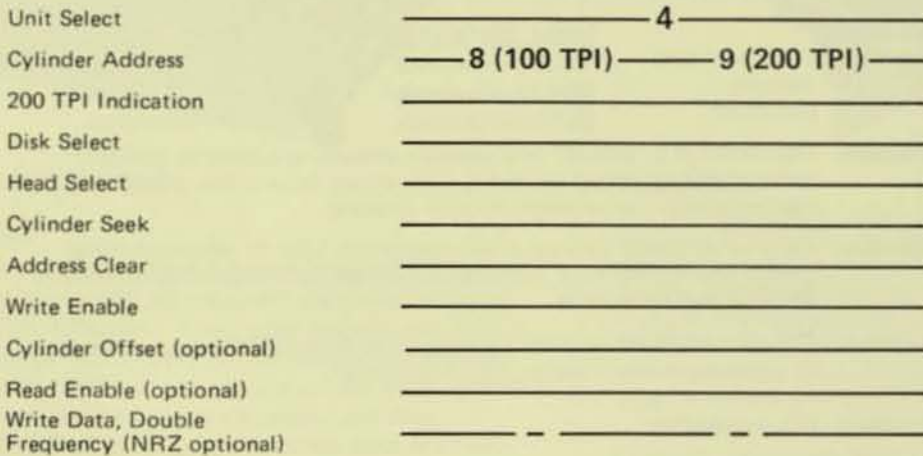 Unit Select 4
Cylinder Address 8 (100 TPI) 9 (200 TPI)
200 TPI Indication
Disk Select
Head Select
Cylinder Seek
Address Clear
Write Enable
Cylinder Offset (optional)
Read Enable (optional)
Write Data, Double
Frequency (NRZ optional)